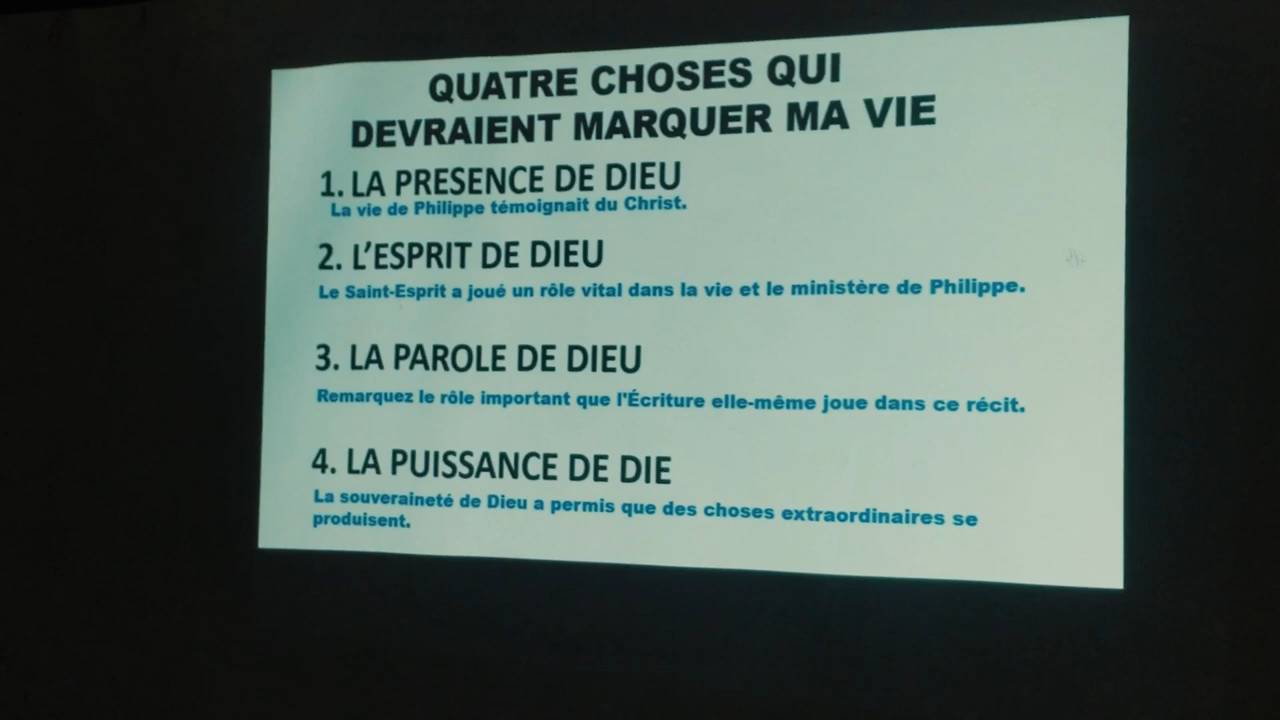 QUATRE CHOSES QUI
DEVRAIENT MARQUER MA VIE
1. LA PRESENCE DE DIEU
La vie de Philippe témoignait du Christ.
2. L’ESPRIT DE DIEU
Le Saint-Esprit a joué un rôle vital dans la vie et le ministère de Philippe.
3. LA PAROLE DE DIEU
Remarquez le rôle important que l'Écriture elle-même joue dans ce récit.
4. LA PUISSANCE DE DIE
La souveraineté de Dieu a permis que des choses extraordinaires se
produisent.